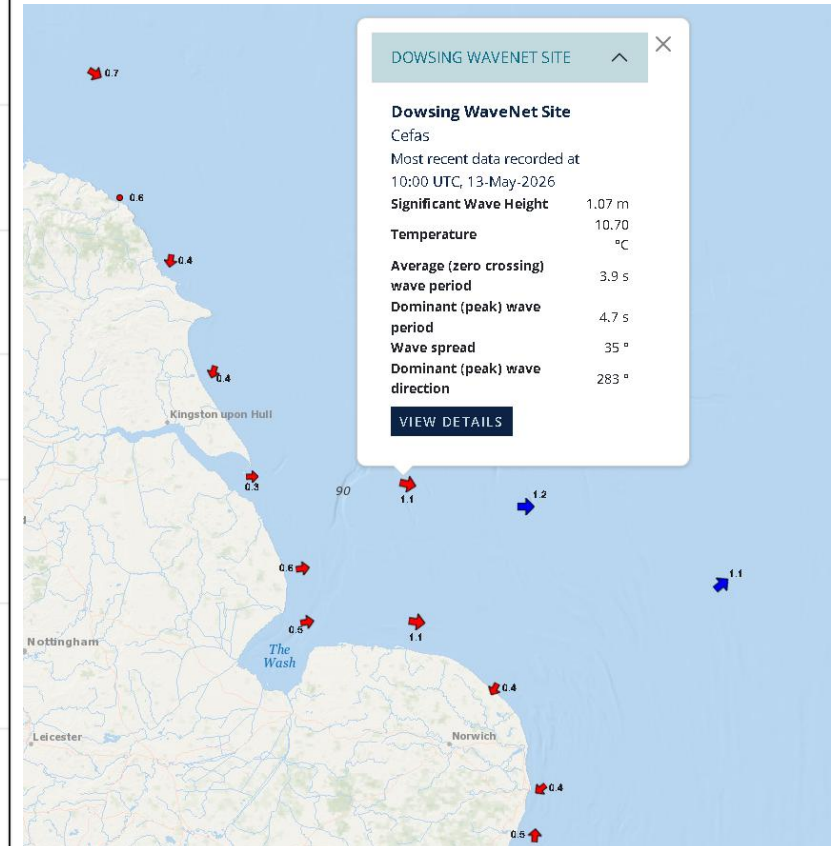 DOWSING WAVENET SITE
Dowsing WaveNet Site
Cefas
Most recent data recorded at
10:00 UTC, 13-May-2026
Significant Wave Height 1.07 m
Temperature 10.70 °C
Average (zero crossing) wave period 3.9 s
Dominant (peak) wave period 4.7 s
Wave spread 35 °
Dominant (peak) wave direction 283 °
VIEW DETAILS
0.7
0.6
0.4
0.4
Kingston upon Hull
0.3
90
1.1
1.2
0.6
1.1
0.5
1.1
Nottingham
The
Wash
0.4
Leicester
Norwich
0.4
0.5